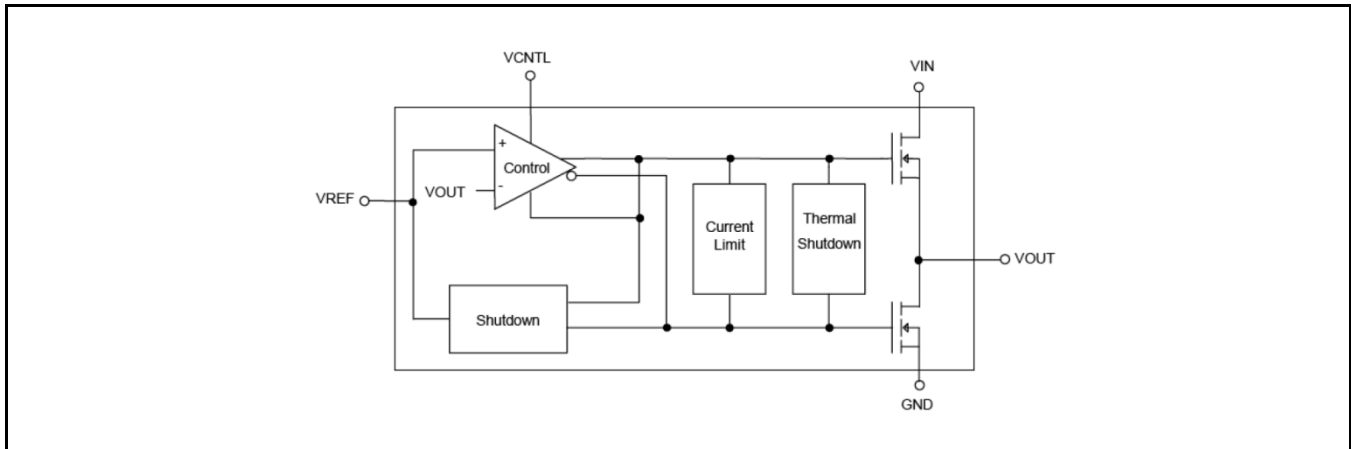 VCNTL
VIN
+
Control
VOUT
-
VREF
Current
Limit
Thermal
Shutdown
VOUT
Shutdown
GND